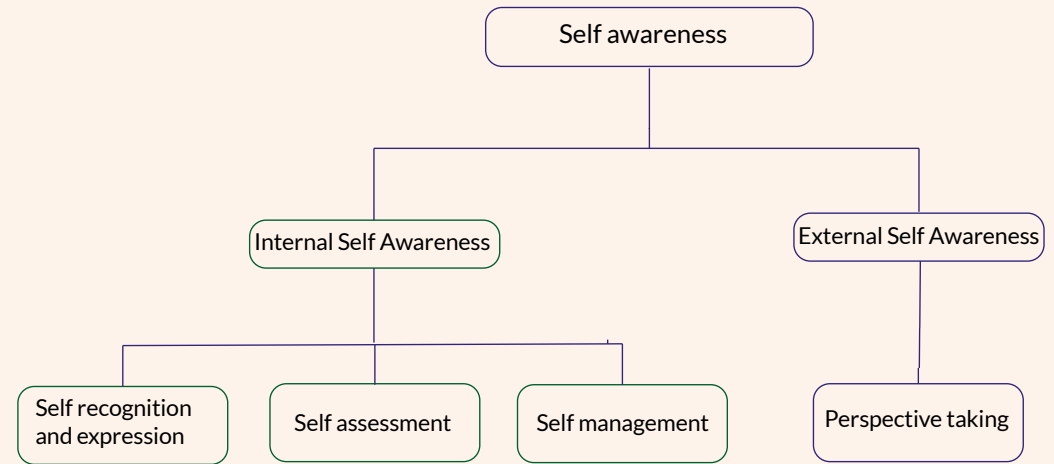 Self awareness
Internal Self Awareness
External Self Awareness
Self recognition
and expression
Self assessment
Self management
Perspective taking